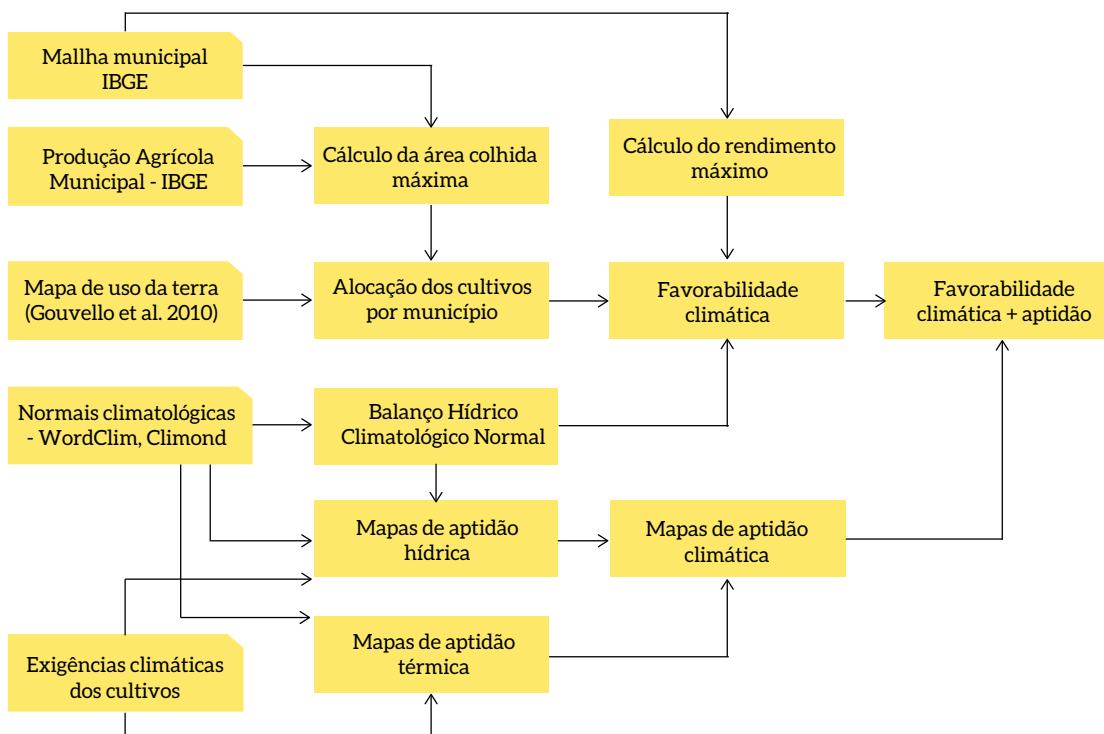 Mallha municipal
IBGE
Produção Agrícola
Municipal - IBGE
Cálculo da área colhida
máxima
Cálculo do rendimento
máximo
Mapa de uso da terra
(Gouvello et al. 2010)
Alocação dos cultivos
por município
Favorabilidade
climática
Favorabilidade
climática + aptidão
Normais climatológicas
- WordClim, Climond
Balanço Hídrico
Climatológico Normal
Mapas de aptidão
hídrica
Mapas de aptidão
climática
Exigências climáticas
dos cultivos
Mapas de aptidão
térmica